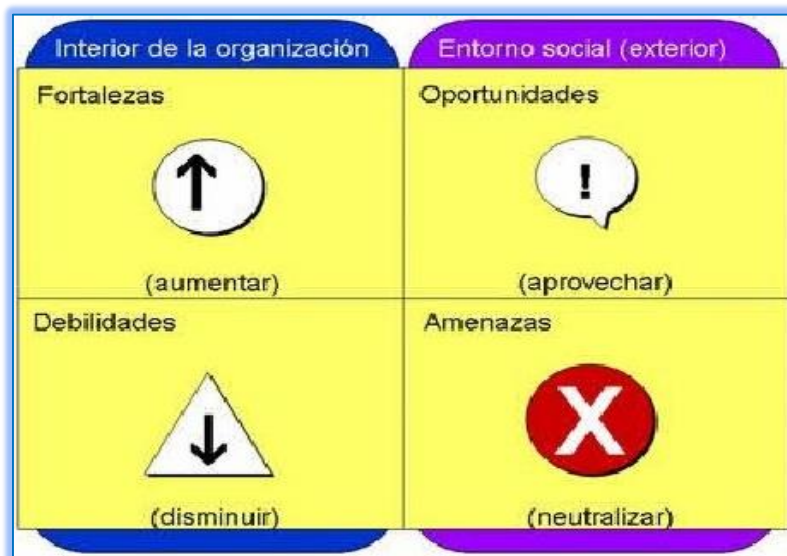 Interior de la organización
Entorno social (exterior)
Fortalezas
Oportunidades
!
(aumentar)
(aprovechar)
Debilidades
Amenazas
X
(disminuir)
(neutralizar)